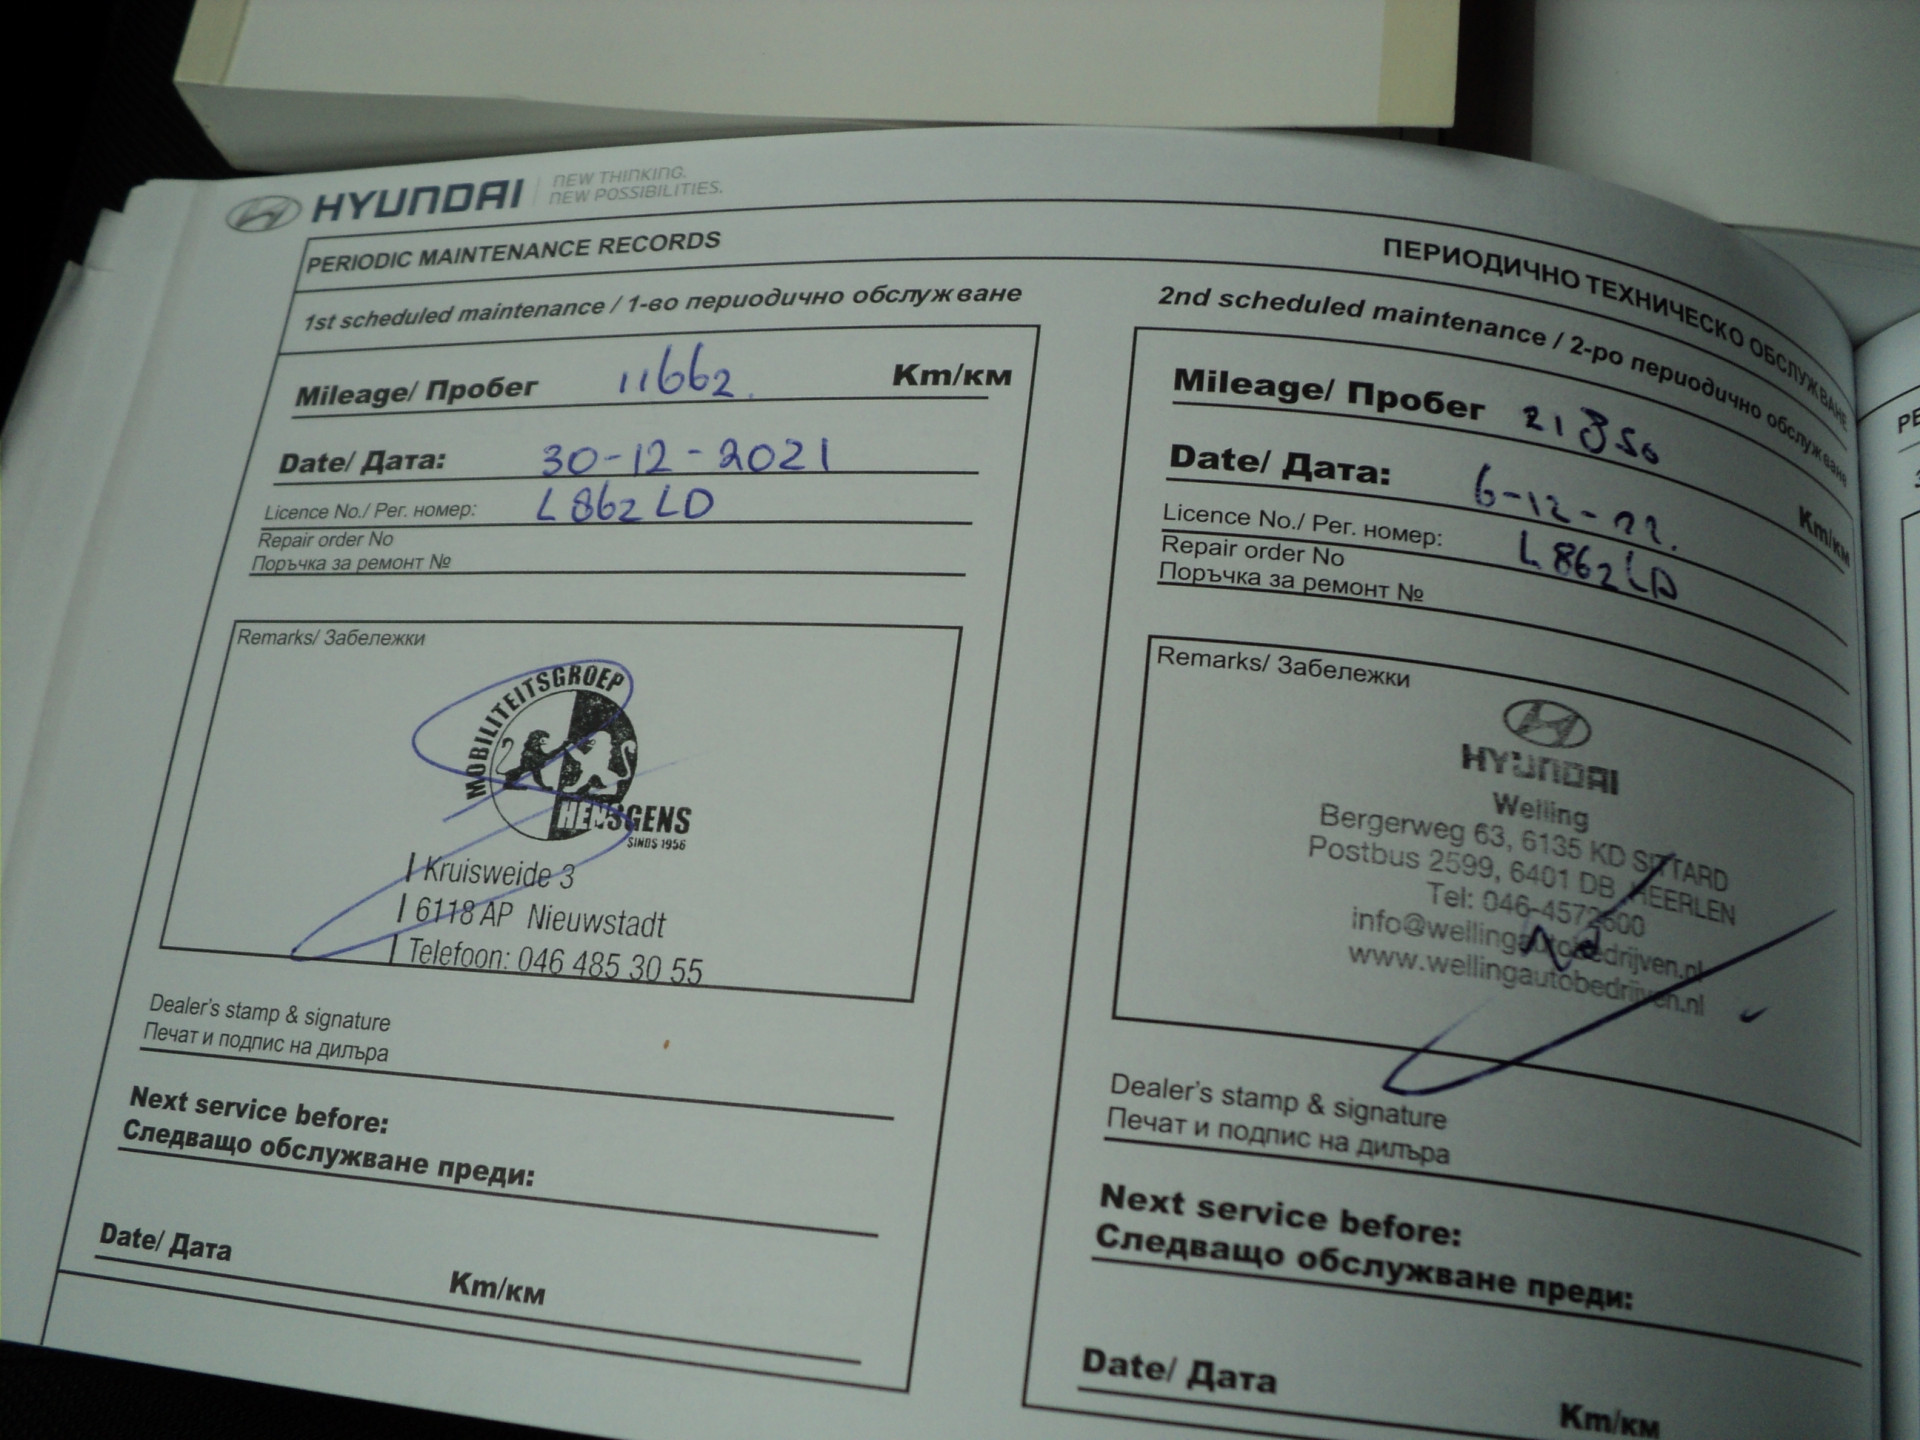 HYUNDAI
NEW THINKING.
NEW POSSIBILITIES.
PERIODIC MAINTENANCE RECORDS
ПЕРИОДИЧНО ТЕХНИЧЕСКО ОБСЛУЖВАНЕ
1st scheduled maintenance / 1-во периодично обслужване
Mileage/ Пробег 11662. Km/км
Date/ Дата: 30-12-2021
Licence No./ Рег. номер: L862LD
Repair order No
Поръчка за ремонт №
Remarks/ Забележки
MOBILITEITSGROEP
HENSGENS
SINDS 1956
Kruisweide 3
6118 AP Nieuwstadt
Telefoon: 046 485 30 55
Dealer's stamp & signature
Печат и подпис на дилъра
Next service before:
Следващо обслужване преди:
Date/ Дата
Km/км
2nd scheduled maintenance / 2-ро периодично обслужване
Mileage/ Пробег 21850 Km/км
Date/ Дата: 6-12-22.
Licence No./ Рег. номер: L862LD
Repair order No
Поръчка за ремонт №
Remarks/ Забележки
HYUNDAI
Welling
Bergerweg 63, 6135 KD SITTARD
Postbus 2599, 6401 DB HEERLEN
Tel: 046-4572600
info@wellingautobedrijven.nl
www.wellingautobedrijven.nl
Dealer's stamp & signature
Печат и подпис на дилъра
Next service before:
Следващо обслужване преди:
Date/ Дата
Km/км